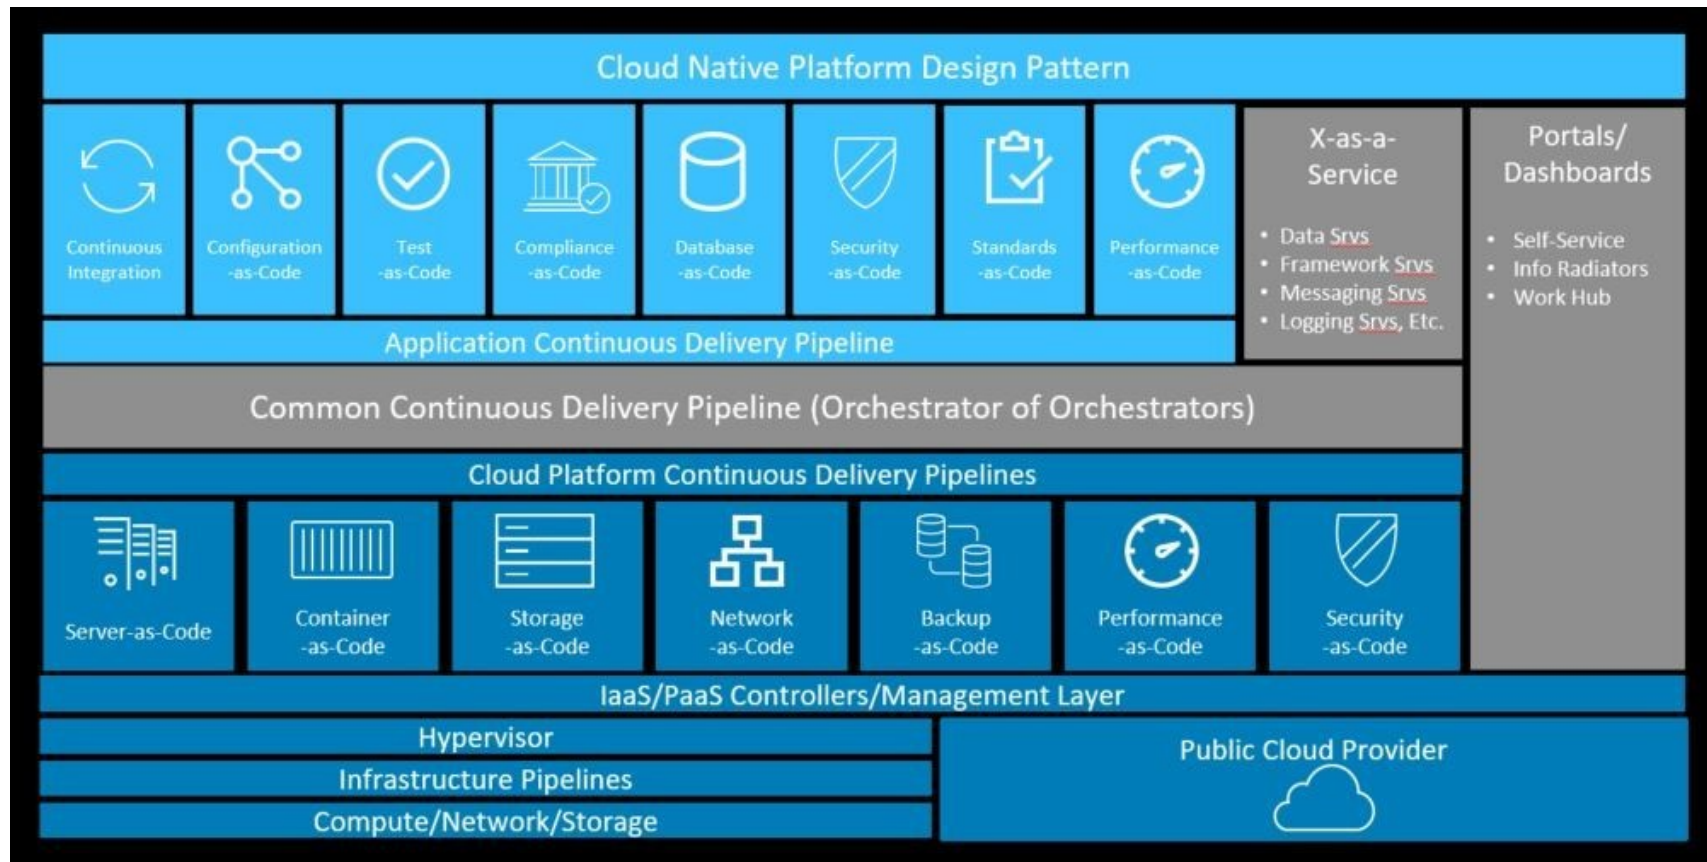 Cloud Native Platform Design Pattern
Continuous
Integration
Configuration
-as-Code
Test
-as-Code
Compliance
-as-Code
Database
-as-Code
Security
-as-Code
Standards
-as-Code
Performance
-as-Code
X-as-a-
Service
• Data Srvs
• Framework Srvs
• Messaging Srvs
• Logging Srvs, Etc.
Portals/
Dashboards
• Self-Service
• Info Radiators
• Work Hub
Application Continuous Delivery Pipeline
Common Continuous Delivery Pipeline (Orchestrator of Orchestrators)
Cloud Platform Continuous Delivery Pipelines
Server-as-Code
Container
-as-Code
Storage
-as-Code
Network
-as-Code
Backup
-as-Code
Performance
-as-Code
Security
-as-Code
IaaS/PaaS Controllers/Management Layer
Hypervisor
Infrastructure Pipelines
Compute/Network/Storage
Public Cloud Provider